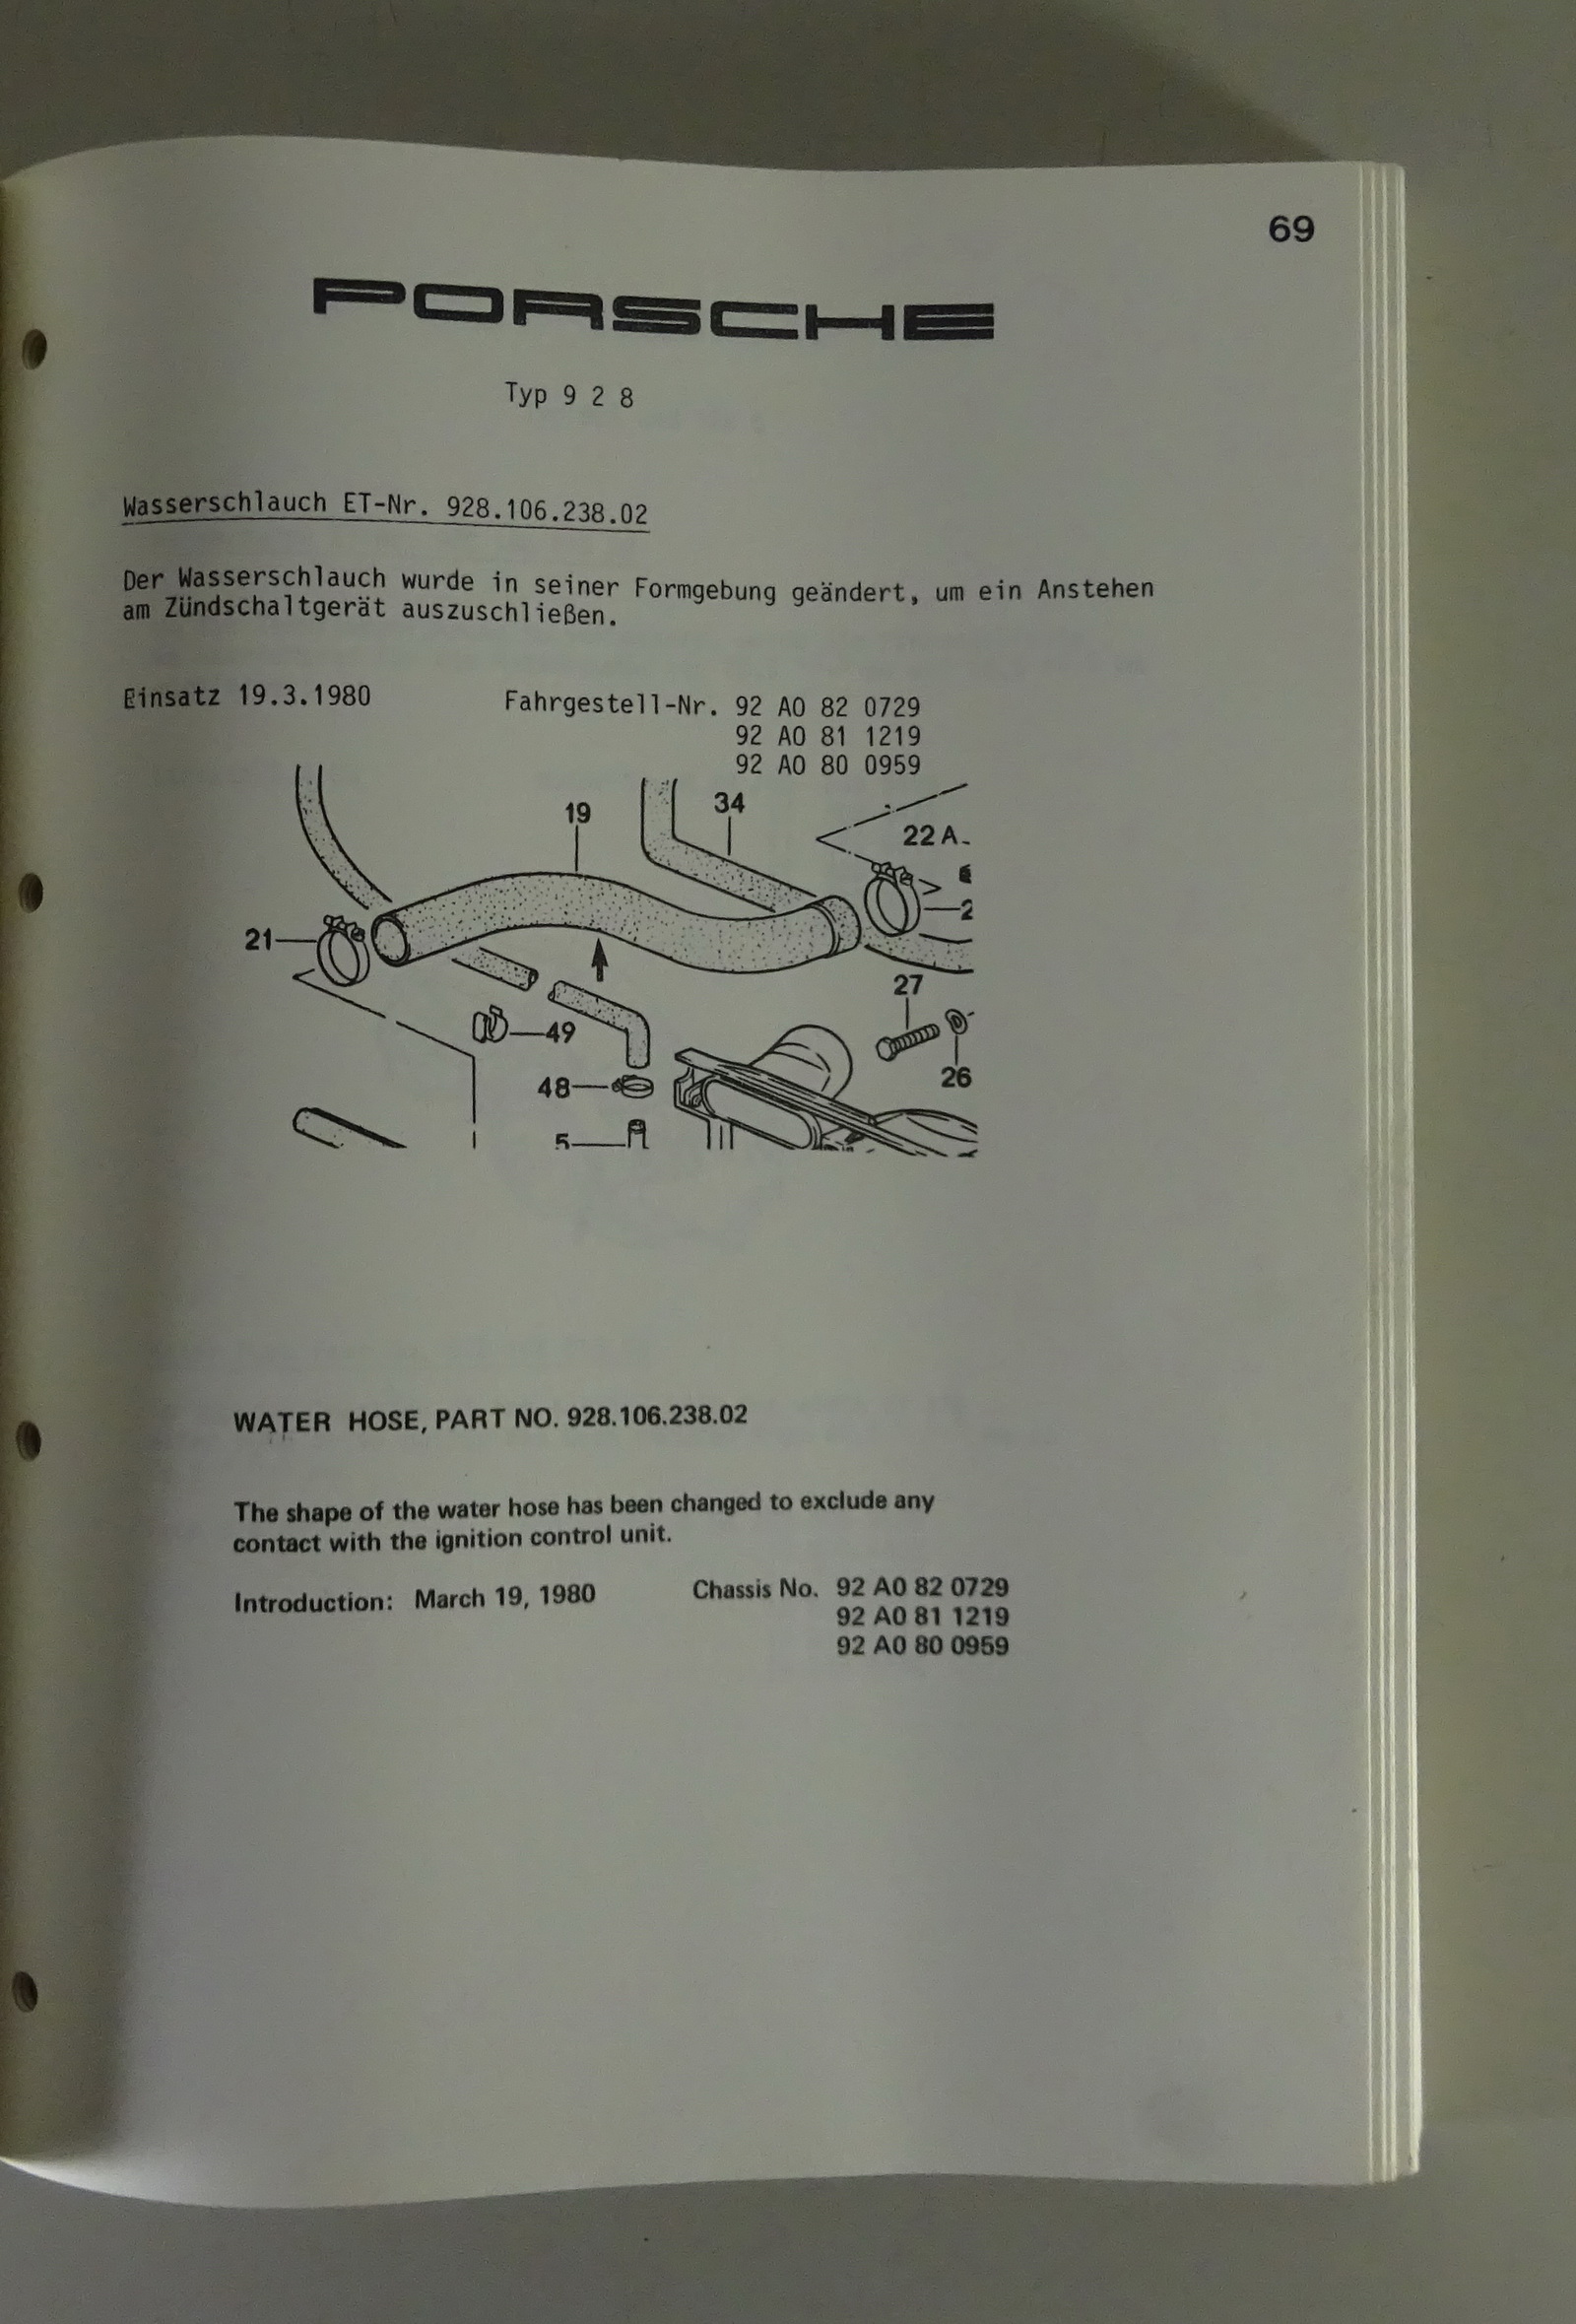 69
PORSCHE
Typ 9 2 8
Wasserschlauch ET-Nr. 928.106.238.02
Der Wasserschlauch wurde in seiner Formgebung geändert, um ein Anstehen
am Zündschaltgerät auszuschließen.
Einsatz 19.3.1980 Fahrgestell-Nr. 92 A0 82 0729
92 A0 81 1219
92 A0 80 0959
19
34
22 A
21
2
27
49
26
48
5
WATER HOSE, PART NO. 928.106.238.02
The shape of the water hose has been changed to exclude any
contact with the ignition control unit.
Introduction: March 19, 1980 Chassis No. 92 A0 82 0729
92 A0 81 1219
92 A0 80 0959